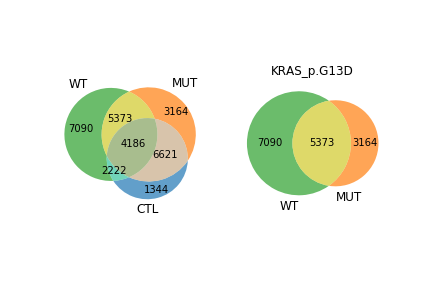 WT
MUT
7090
5373
3164
4186
6621
2222
1344
CTL
KRAS_p.G13D
7090
5373
3164
WT
MUT